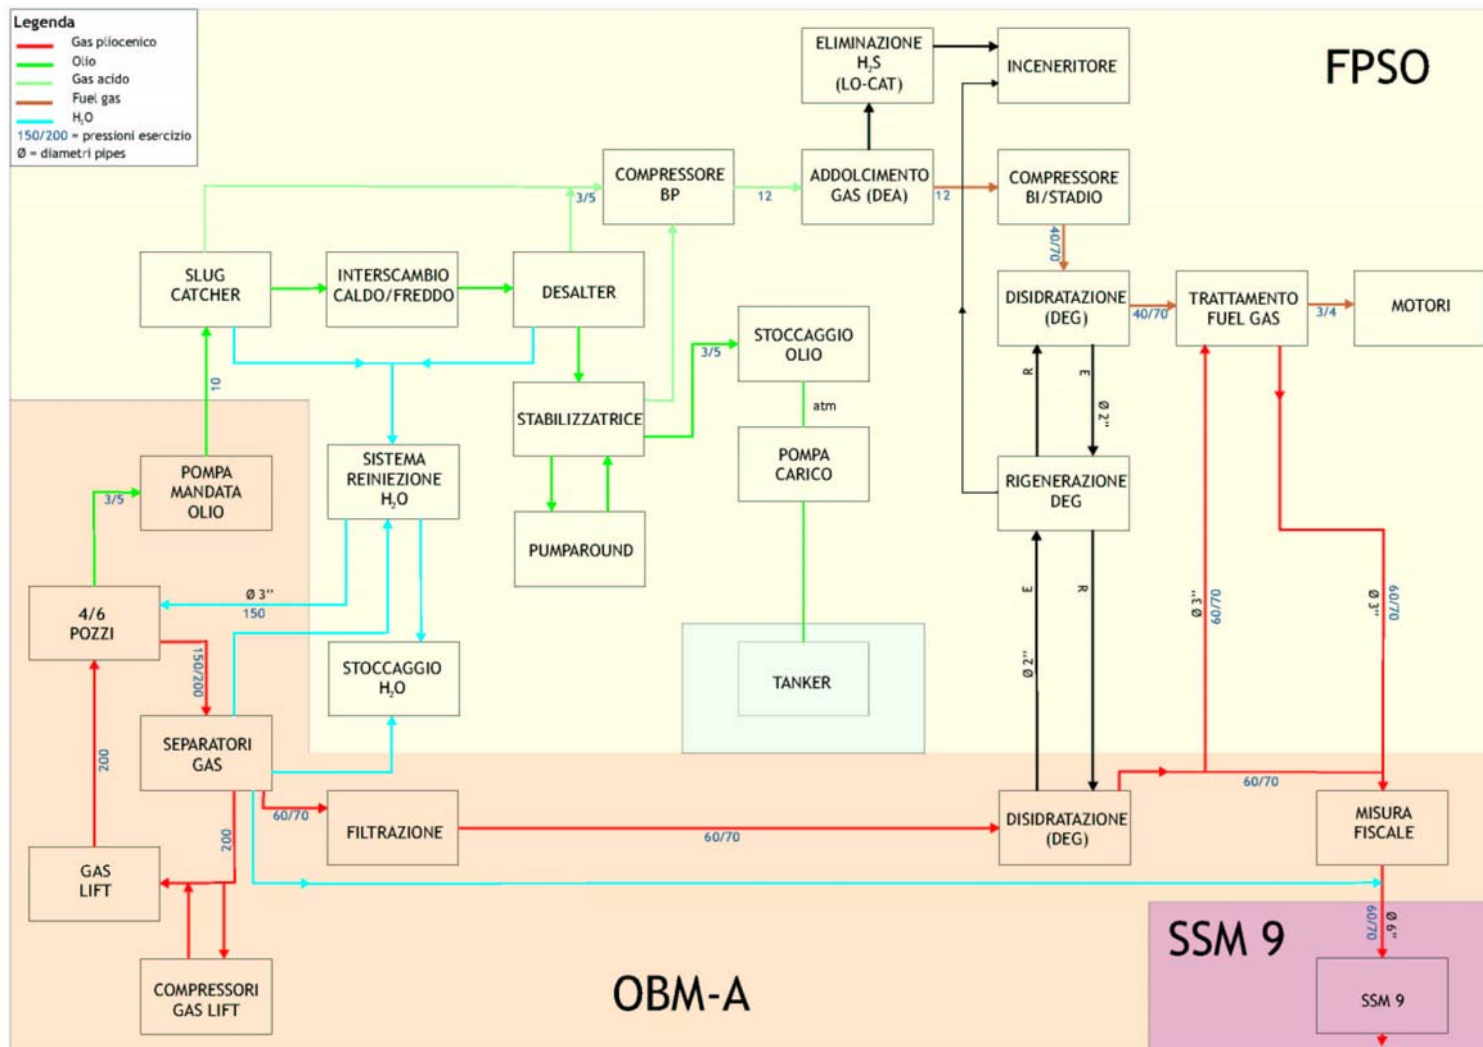 Legenda
Gas pliocenico
Olio
Gas acido
Fuel gas
H₂O
150/200 = pressioni esercizio
Ø = diametri pipes
FPSO
ELIMINAZIONE
H₂S
(LO-CAT)
INCENERITORE
COMPRESSORE
BP
ADDOLCIMENTO
GAS (DEA)
COMPRESSORE
BI/STADIO
3/5
12
12
40/70
SLUG
CATCHER
INTERSCAMBIO
CALDO/FREDDO
DESALTER
DISIDRATAZIONE
(DEG)
40/70
TRATTAMENTO
FUEL GAS
3/4
MOTORI
STOCCAGGIO
OLIO
3/5
10
R
E
Ø 2"
STABILIZZATRICE
atm
POMPA
CARICO
POMPA
MANDATA
OLIO
3/5
SISTEMA
REINIEZIONE
H₂O
RIGENERAZIONE
DEG
PUMPAROUND
4/6
POZZI
Ø 3"
150
150/200
E
R
Ø 2"
Ø 3"
60/70
Ø 3"
60/70
STOCCAGGIO
H₂O
TANKER
SEPARATORI
GAS
200
60/70
200
FILTRAZIONE
60/70
DISIDRATAZIONE
(DEG)
60/70
MISURA
FISCALE
GAS
LIFT
COMPRESSORI
GAS LIFT
OBM-A
SSM 9
60/70
Ø 6"
SSM 9